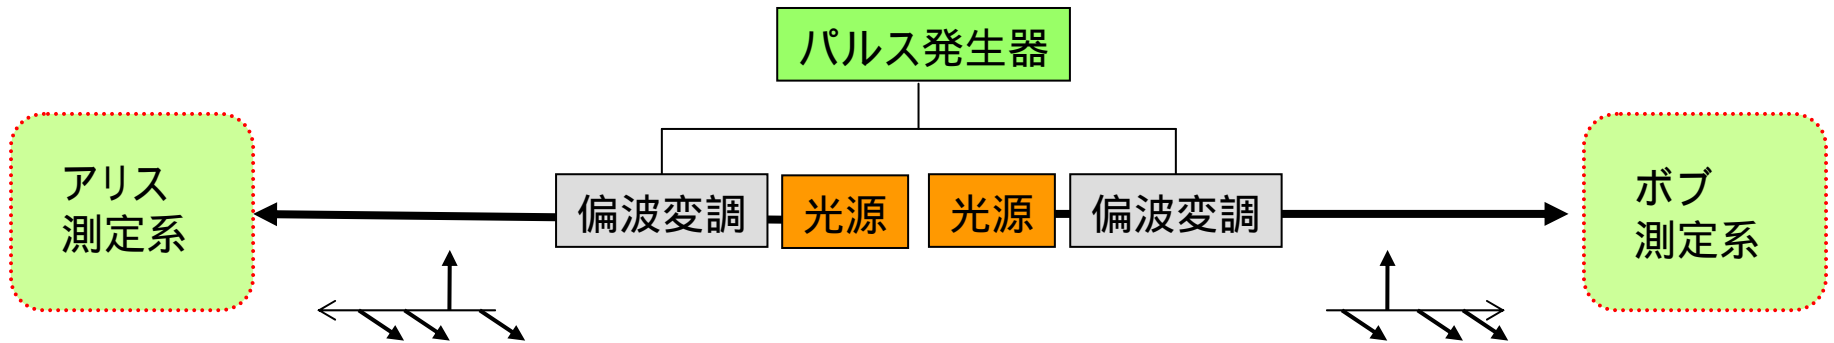 パルス発生器
アリス
測定系
偏波変調
光源
光源
偏波変調
ボブ
測定系